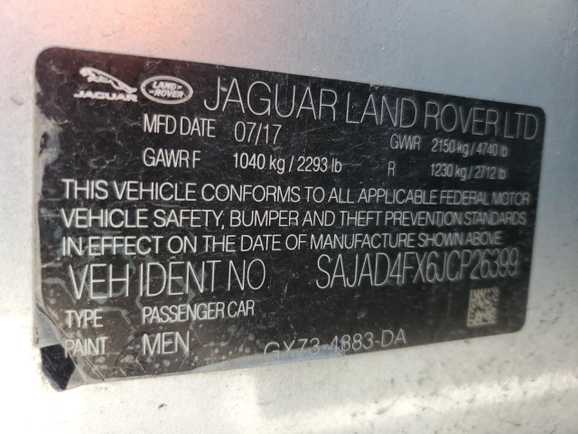 JAGUAR LAND-ROVER JAGUAR LAND ROVER LTD
MFD DATE 07/17 GVWR 2150 kg / 4740 lb
GAWR F 1040 kg / 2293 lb R 1230 kg / 2712 lb
THIS VEHICLE CONFORMS TO ALL APPLICABLE FEDERAL MOTOR
VEHICLE SAFETY, BUMPER AND THEFT PREVENTION STANDARDS
IN EFFECT ON THE DATE OF MANUFACTURE SHOWN ABOVE
VEH IDENT NO. SAJAD4FX6JCP26399
TYPE PASSENGER CAR
PAINT MEN GX73-4883-DA